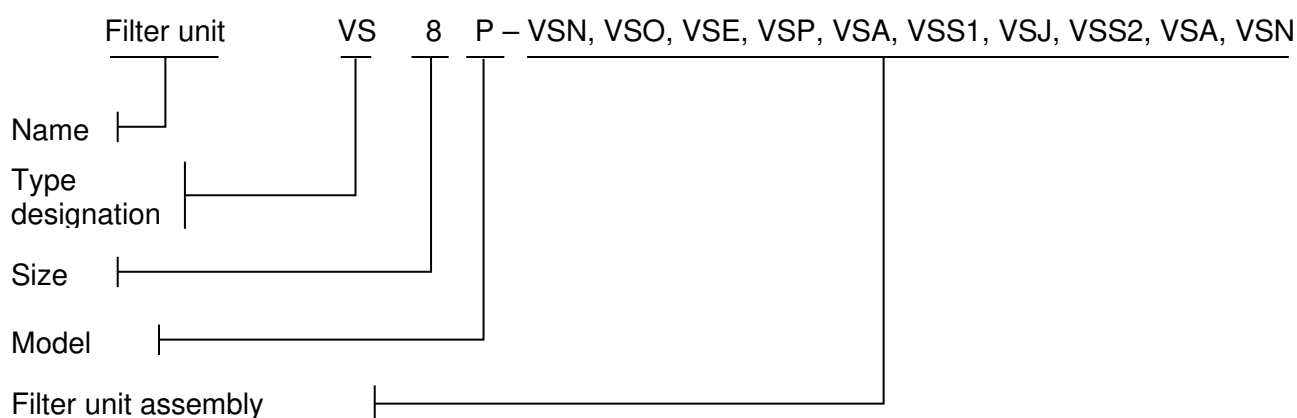 Filter unit VS 8 P – VSN, VSO, VSE, VSP, VSA, VSS1, VSJ, VSS2, VSA, VSN
Name
Type
designation
Size
Model
Filter unit assembly